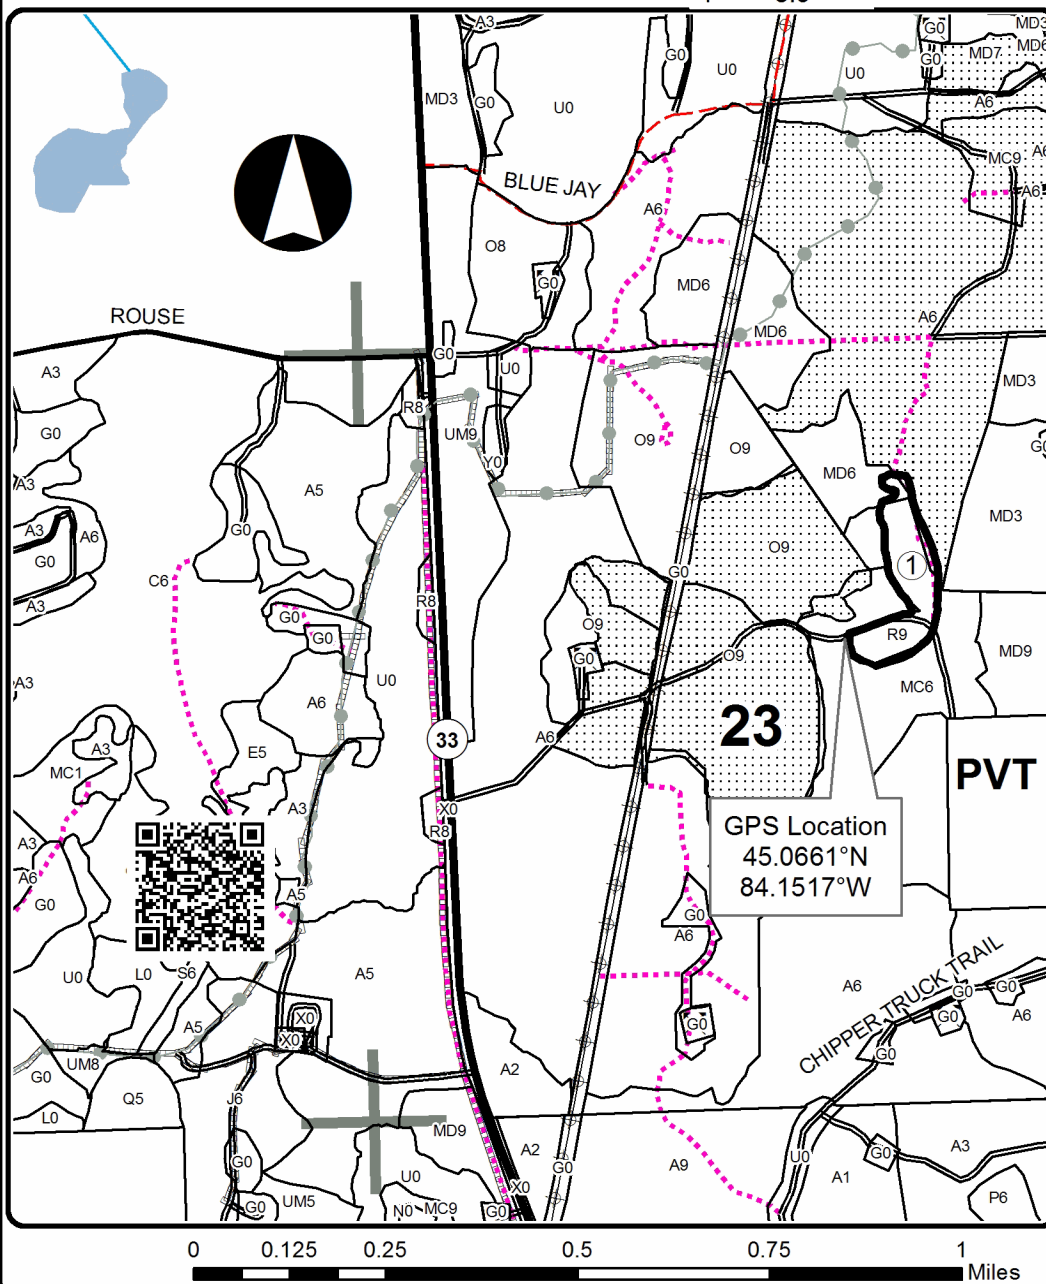 A3
G0
MD3
MD6
G0
U0
U0
G0
MD7
MD3
G0
U0
A6
MC9
BLUE JAY
A6
A6
O8
G0
MD6
ROUSE
A6
MD6
G0
A3
U0
MD3
R8
G0
UM9
O9
O9
Y0
MD6
A3
A5
A3
A6
G0
MD3
G0
O9
1
G0
C6
R8
A3
G0
O9
R9
G0
G0
O9
MD9
A3
U0
MC6
A6
23
33
A6
A3
E5
MC1
PVT
A3
X0
R8
GPS Location
45.0661°N
84.1517°W
A3
A6
A5
G0
G0
A6
CHIPPER TRUCK TRAIL
U0
L0
S6
A5
A6
G0
G0
X0
G0
G0
A6
A5
X0
G0
UM8
G0
A2
Q5
J6
L0
MD9
A2
A3
G0
U0
G0
G0
A9
U0
A1
X0
P6
G0
UM5
N0
MC9
G0
0
0.125
0.25
0.5
0.75
1
Miles